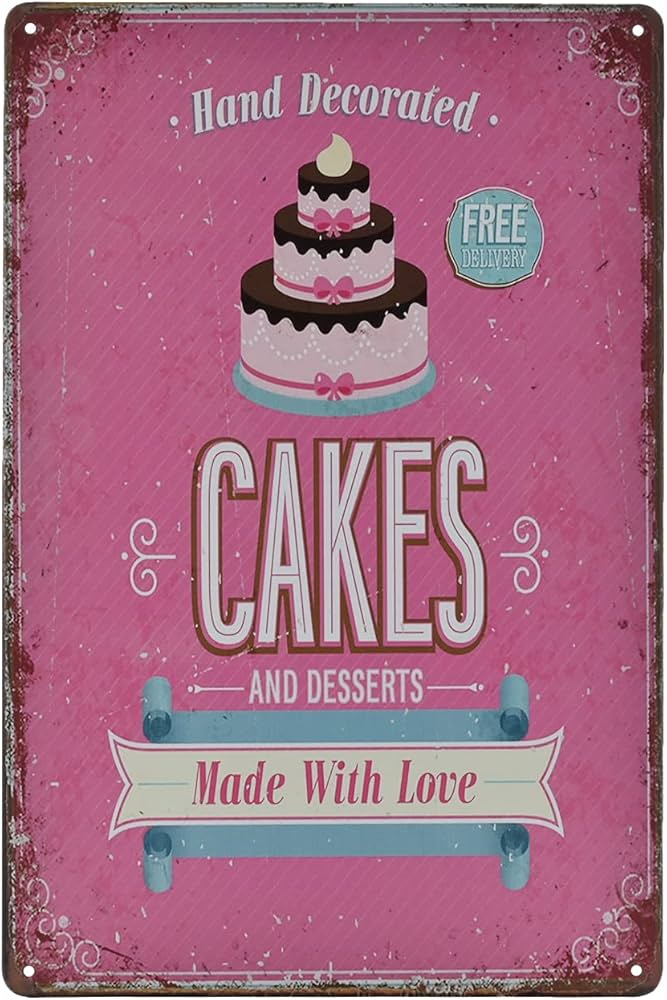 Hand Decorated
FREE
DELIVERY
CAKES
AND DESSERTS
Made With Love